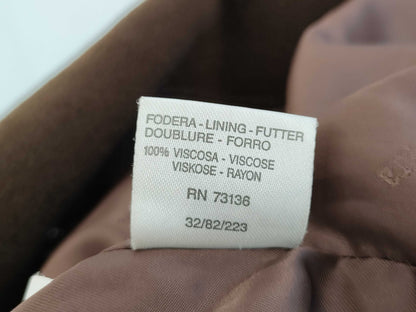 FODERA - LINING - FUTTER
DOUBLURE - FORRO
100% VISCOSA - VISCOSE
VISKOSE - RAYON
RN 73136
32/82/223